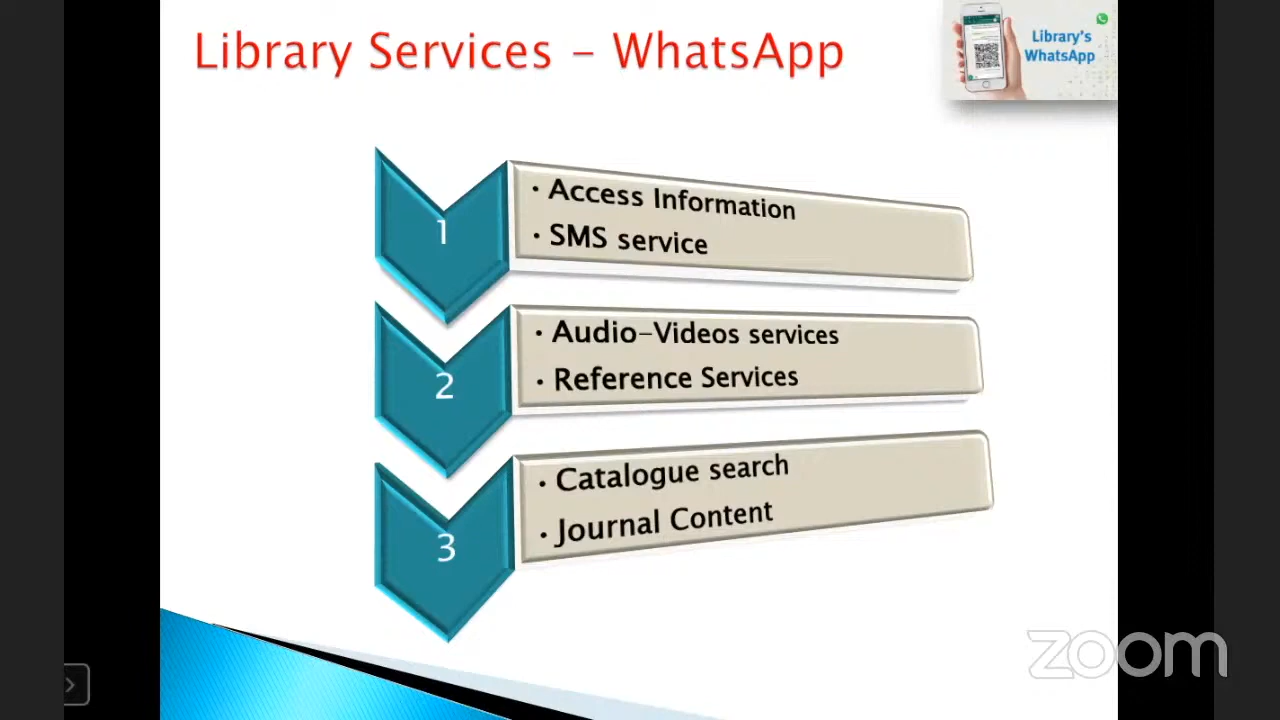 Library Services - WhatsApp
Library's
WhatsApp
1
• Access Information
• SMS service
2
• Audio-Videos services
• Reference Services
3
• Catalogue search
• Journal Content
zoom